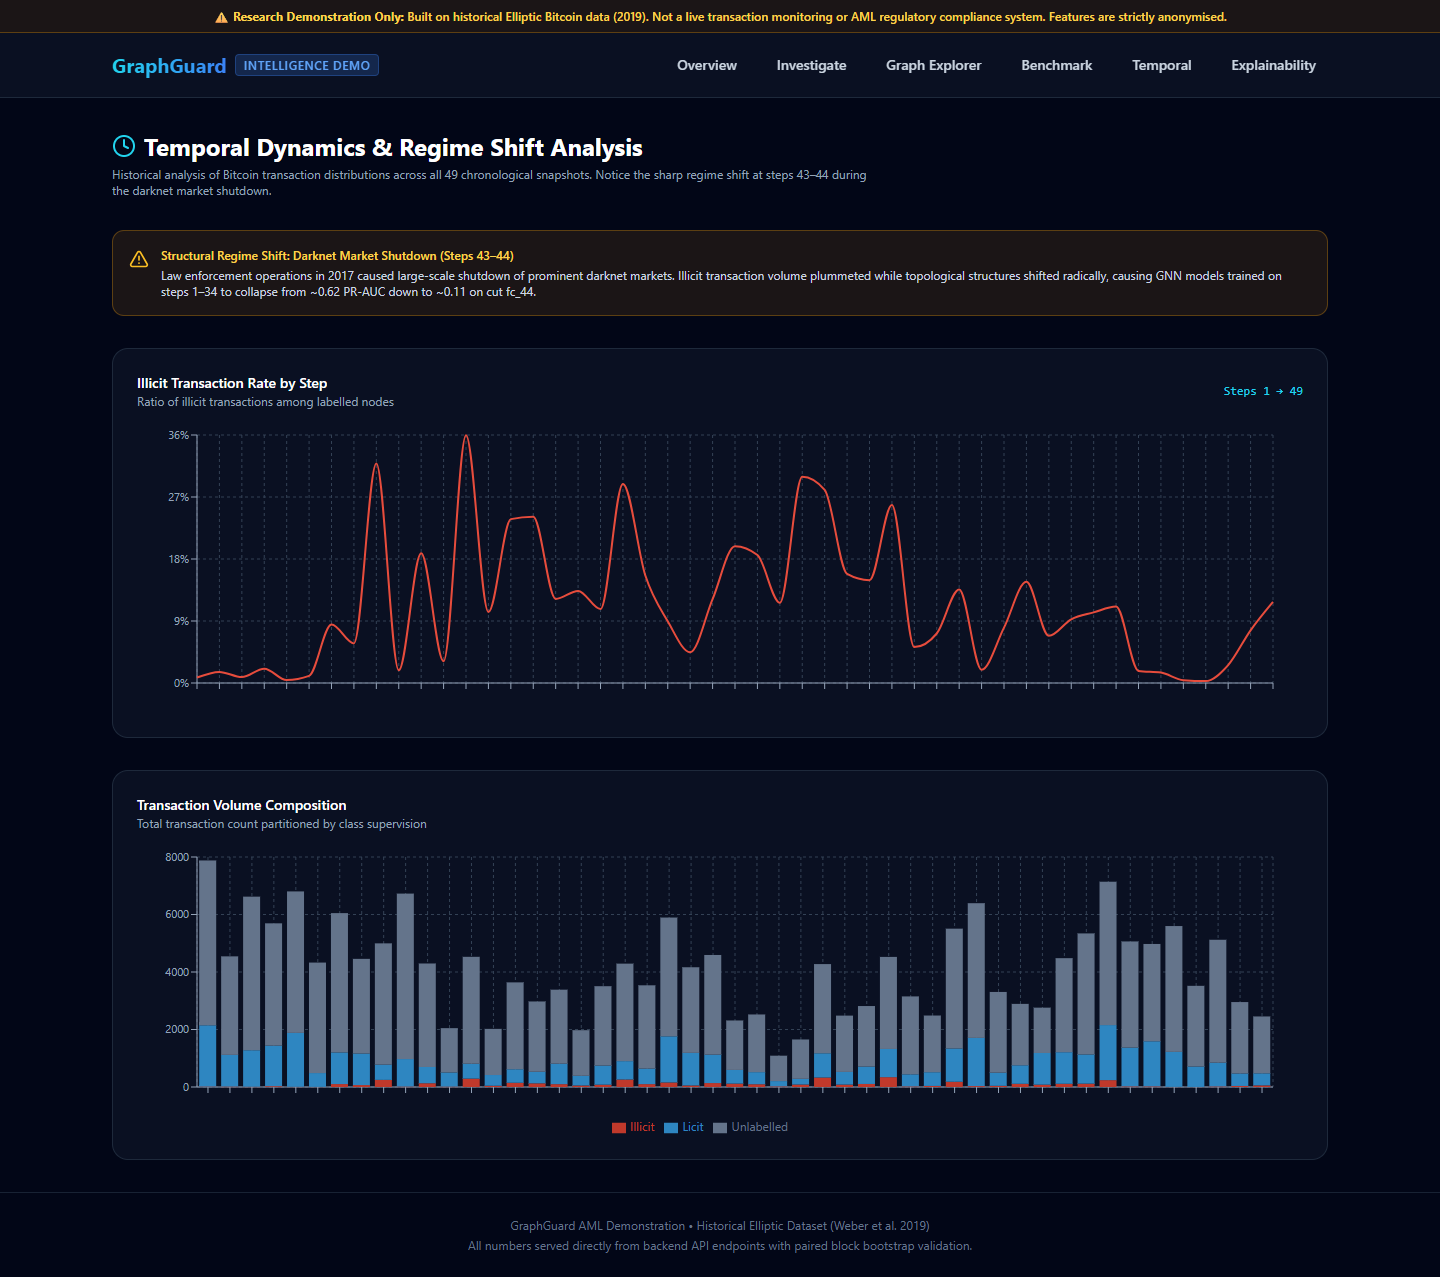 ⚠ Research Demonstration Only: Built on historical Elliptic Bitcoin data (2019). Not a live transaction monitoring or AML regulatory compliance system. Features are strictly anonymised.
GraphGuard INTELLIGENCE DEMO Overview Investigate Graph Explorer Benchmark Temporal Explainability
Temporal Dynamics & Regime Shift Analysis
Historical analysis of Bitcoin transaction distributions across all 49 chronological snapshots. Notice the sharp regime shift at steps 43–44 during
the darknet market shutdown.
Structural Regime Shift: Darknet Market Shutdown (Steps 43–44)
Law enforcement operations in 2017 caused large-scale shutdown of prominent darknet markets. Illicit transaction volume plummeted while topological structures shifted radically, causing GNN models trained on
steps 1–34 to collapse from ~0.62 PR-AUC down to ~0.11 on cut fc_44.
Illicit Transaction Rate by Step
Ratio of illicit transactions among labelled nodes
Steps 1 → 49
36%
27%
18%
9%
0%
Transaction Volume Composition
Total transaction count partitioned by class supervision
8000
6000
4000
2000
0
Illicit Licit Unlabelled
GraphGuard AML Demonstration • Historical Elliptic Dataset (Weber et al. 2019)
All numbers served directly from backend API endpoints with paired block bootstrap validation.